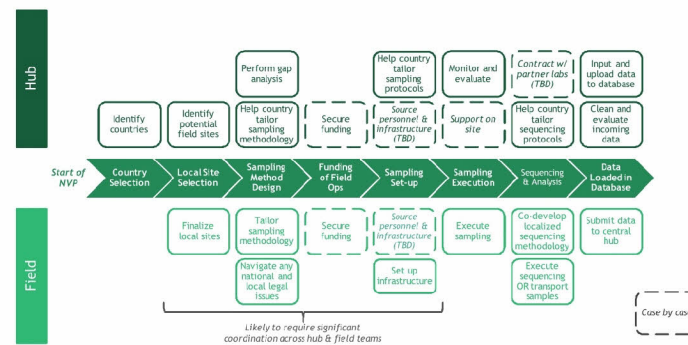 Hub
Perform gap
analysis
Help country
tailor
sampling
protocols
Monitor and
evaluate
Contract w/
partner labs
(TBD)
Input and
upload data
to database
Identify
countries
Identify
potential
field sites
Help country
tailor
sampling
methodology
Secure
funding
Source
personnel &
infrastructure
(TBD)
Support on
site
Help country
tailor
sequencing
protocols
Clean and
evaluate
incoming
data
Start of
NVP
Country
Selection
Local Site
Selection
Sampling
Method
Design
Funding
of Field
Ops
Sampling
Set-up
Sampling
Execution
Sequencing
& Analysis
Data
Loaded in
Database
Field
Finalize
local sites
Tailor
sampling
methodology
Secure
funding
Source
personnel &
infrastructure
(TBD)
Execute
sampling
Co-develop
localized
sequencing
methodology
Submit data
to central
hub
Navigate any
national and
local legal
issues
Set up
infrastructure
Execute
sequencing
OR transport
samples
Likely to require significant
coordination across hub & field teams
Case by case